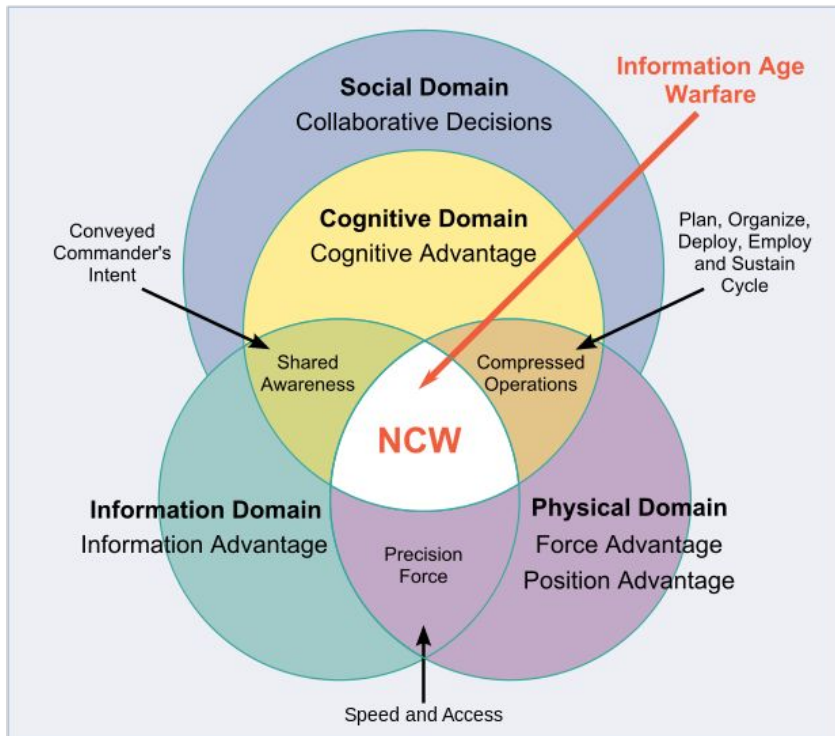 Social Domain
Collaborative Decisions
Information Age
Warfare
Cognitive Domain
Cognitive Advantage
Conveyed
Commander's
Intent
Plan, Organize,
Deploy, Employ
and Sustain
Cycle
Shared
Awareness
Compressed
Operations
NCW
Information Domain
Information Advantage
Physical Domain
Force Advantage
Position Advantage
Precision
Force
Speed and Access